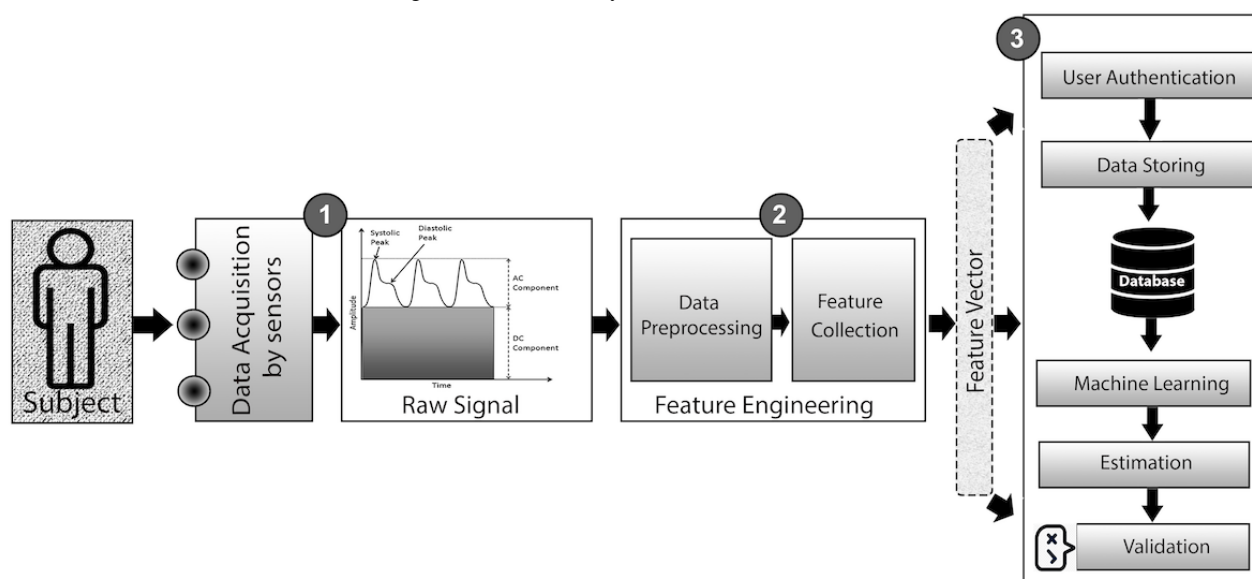 Subject
Data Acquisition
by sensors
1
Systolic
Peak
Diastolic
Peak
Amplitude
AC
Component
DC
Component
Time
Raw Signal
2
Data
Preprocessing
Feature
Collection
Feature Engineering
Feature Vector
3
User Authentication
Data Storing
Database
Machine Learning
Estimation
Validation